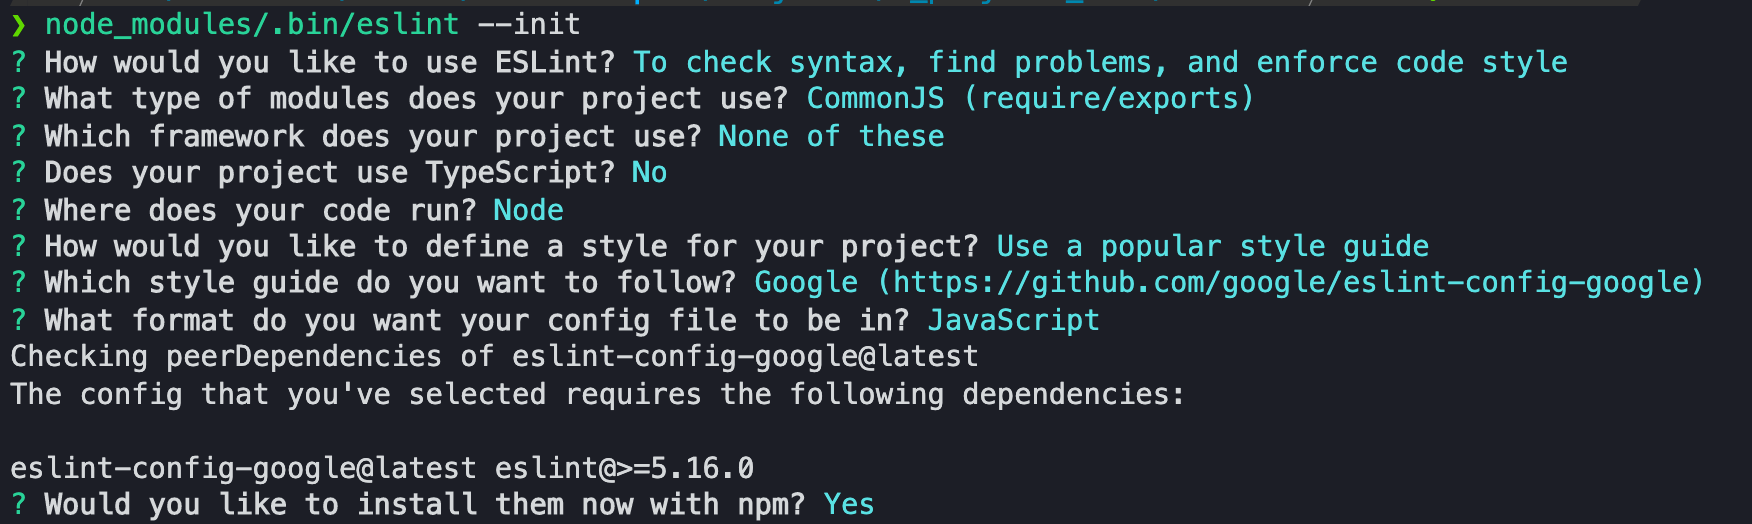 ❯ node_modules/.bin/eslint --init
? How would you like to use ESLint? To check syntax, find problems, and enforce code style
? What type of modules does your project use? CommonJS (require/exports)
? Which framework does your project use? None of these
? Does your project use TypeScript? No
? Where does your code run? Node
? How would you like to define a style for your project? Use a popular style guide
? Which style guide do you want to follow? Google (https://github.com/google/eslint-config-google)
? What format do you want your config file to be in? JavaScript
Checking peerDependencies of eslint-config-google@latest
The config that you've selected requires the following dependencies:

eslint-config-google@latest eslint@>=5.16.0
? Would you like to install them now with npm? Yes